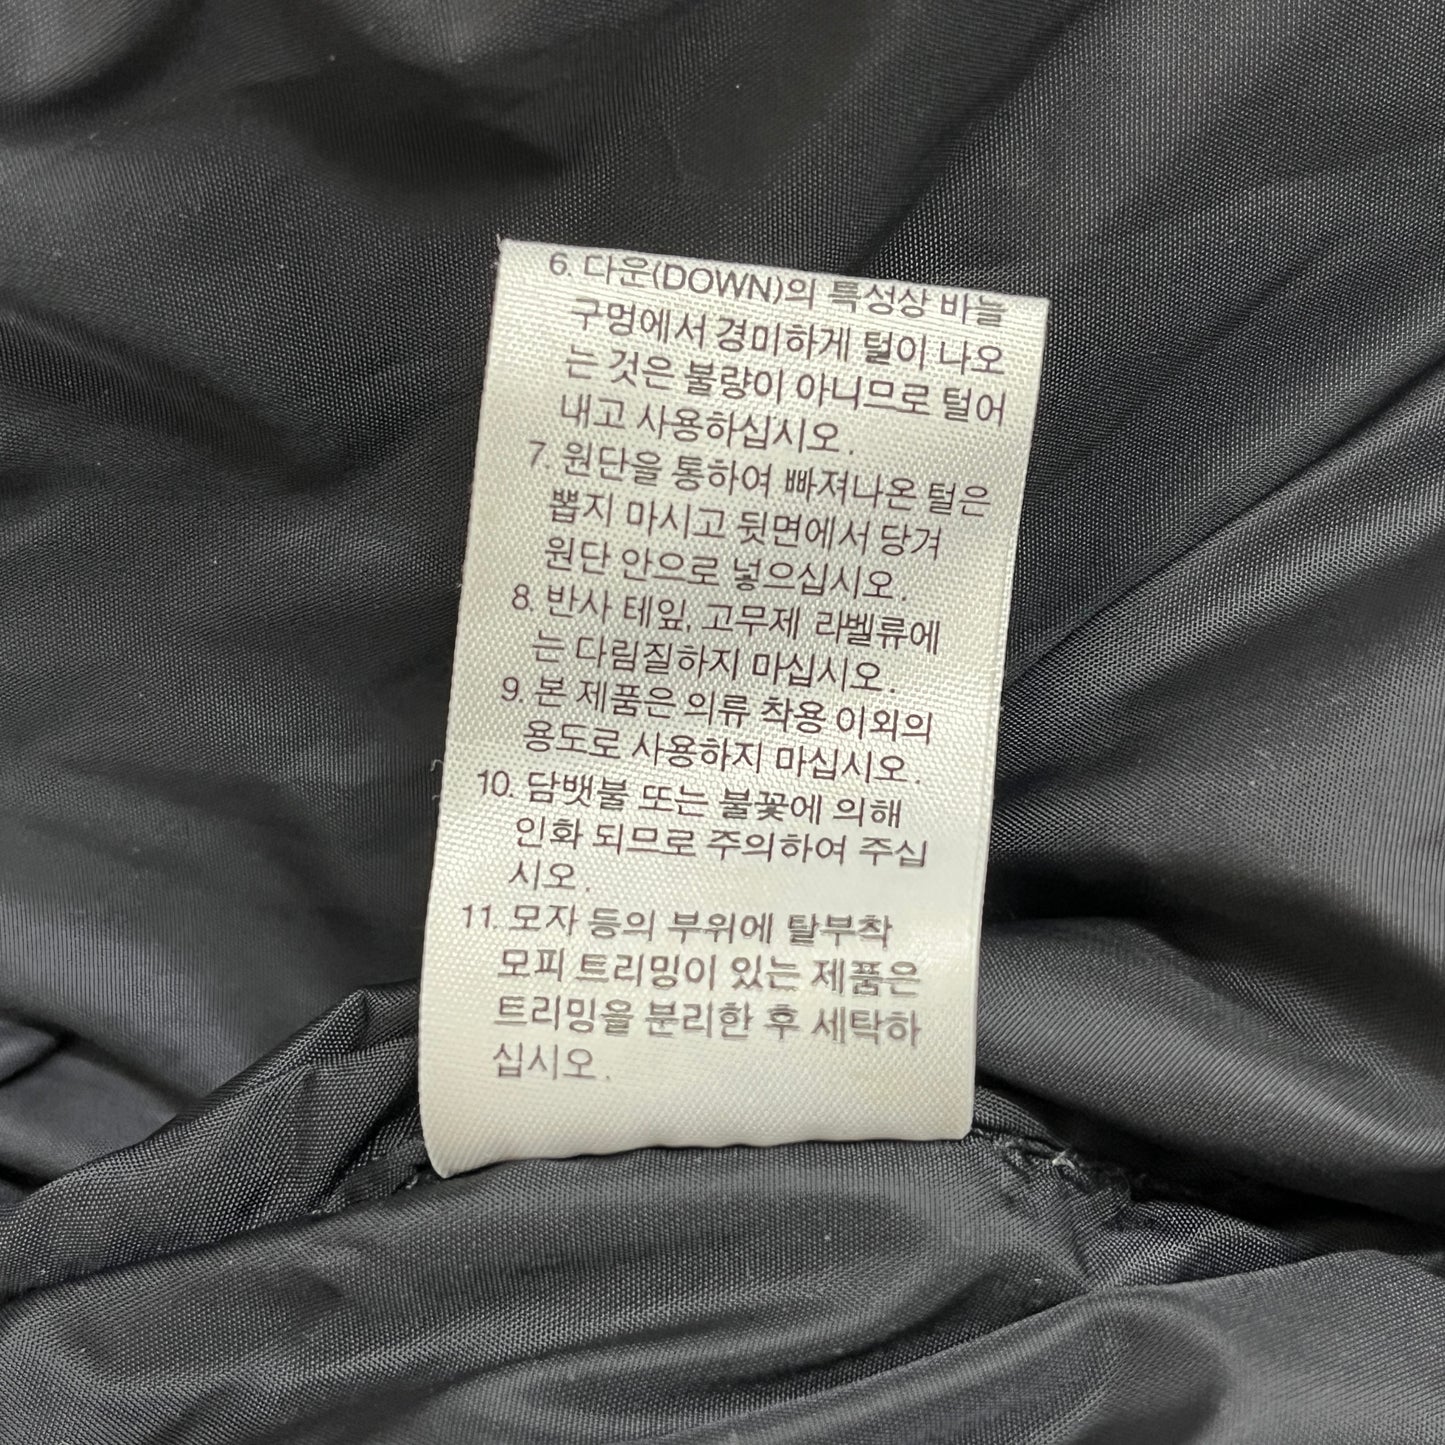 6. 다운(DOWN)의 특성상 바늘
구멍에서 경미하게 털이 나오
는 것은 불량이 아니므로 털어
내고 사용하십시오.
7. 원단을 통하여 빠져나온 털은
뽑지 마시고 뒷면에서 당겨
원단 안으로 넣으십시오.
8. 반사 테잎, 고무제 라벨류에
는 다림질하지 마십시오.
9. 본 제품은 의류 착용 이외의
용도로 사용하지 마십시오.
10. 담뱃불 또는 불꽃에 의해
인화 되므로 주의하여 주십
시오.
11. 모자 등의 부위에 탈부착
모피 트리밍이 있는 제품은
트리밍을 분리한 후 세탁하
십시오.